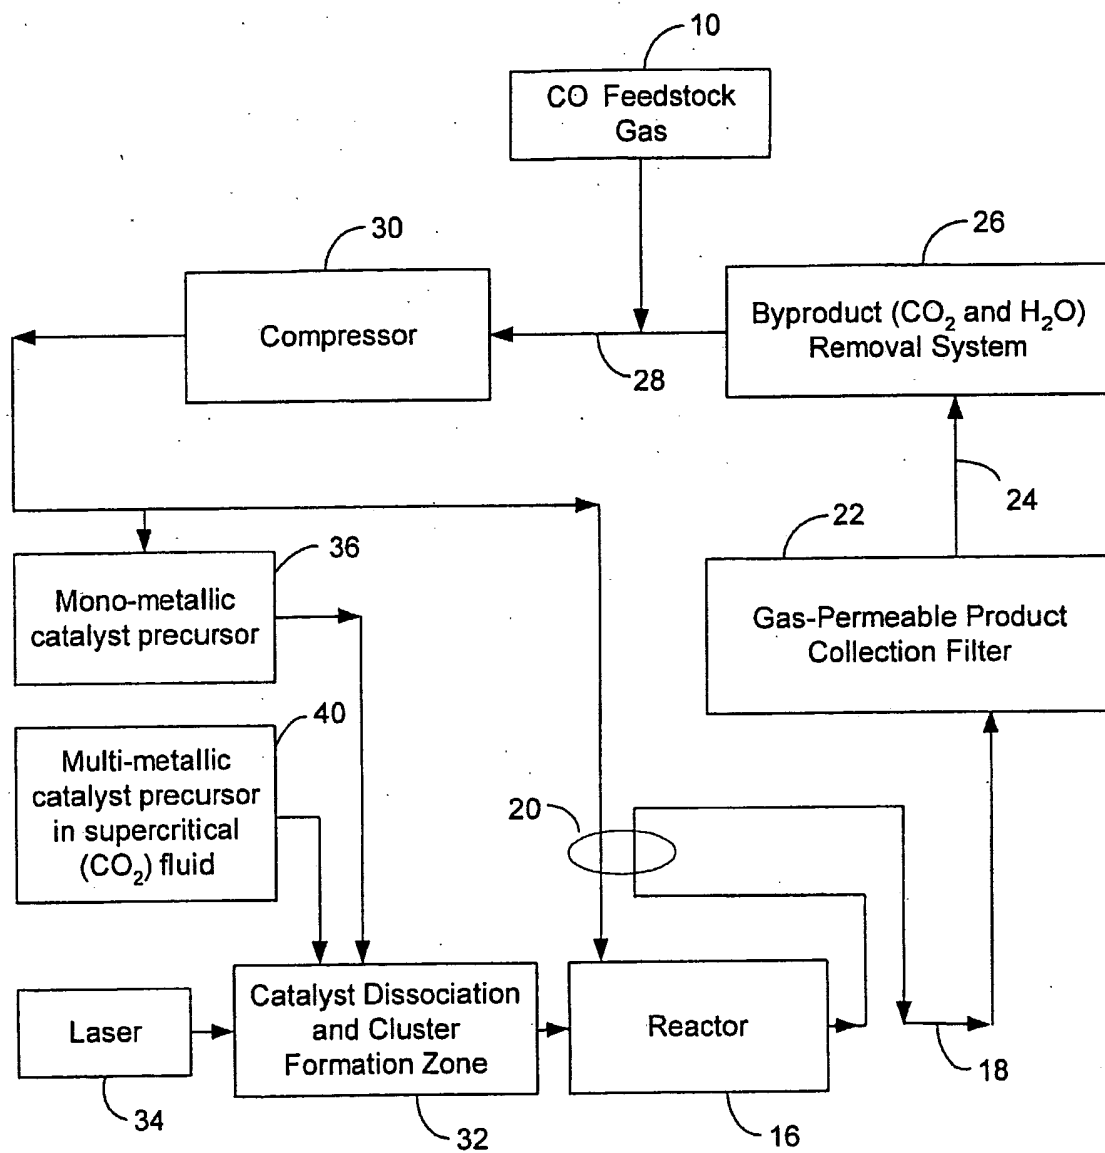 10
CO Feedstock
Gas
30
26
Compressor
Byproduct (CO₂ and H₂O)
Removal System
28
24
22
36
Mono-metallic
catalyst precursor
Gas-Permeable Product
Collection Filter
40
Multi-metallic
catalyst precursor
in supercritical
(CO₂) fluid
20
Catalyst Dissociation
and Cluster
Formation Zone
Laser
Reactor
18
34
32
16